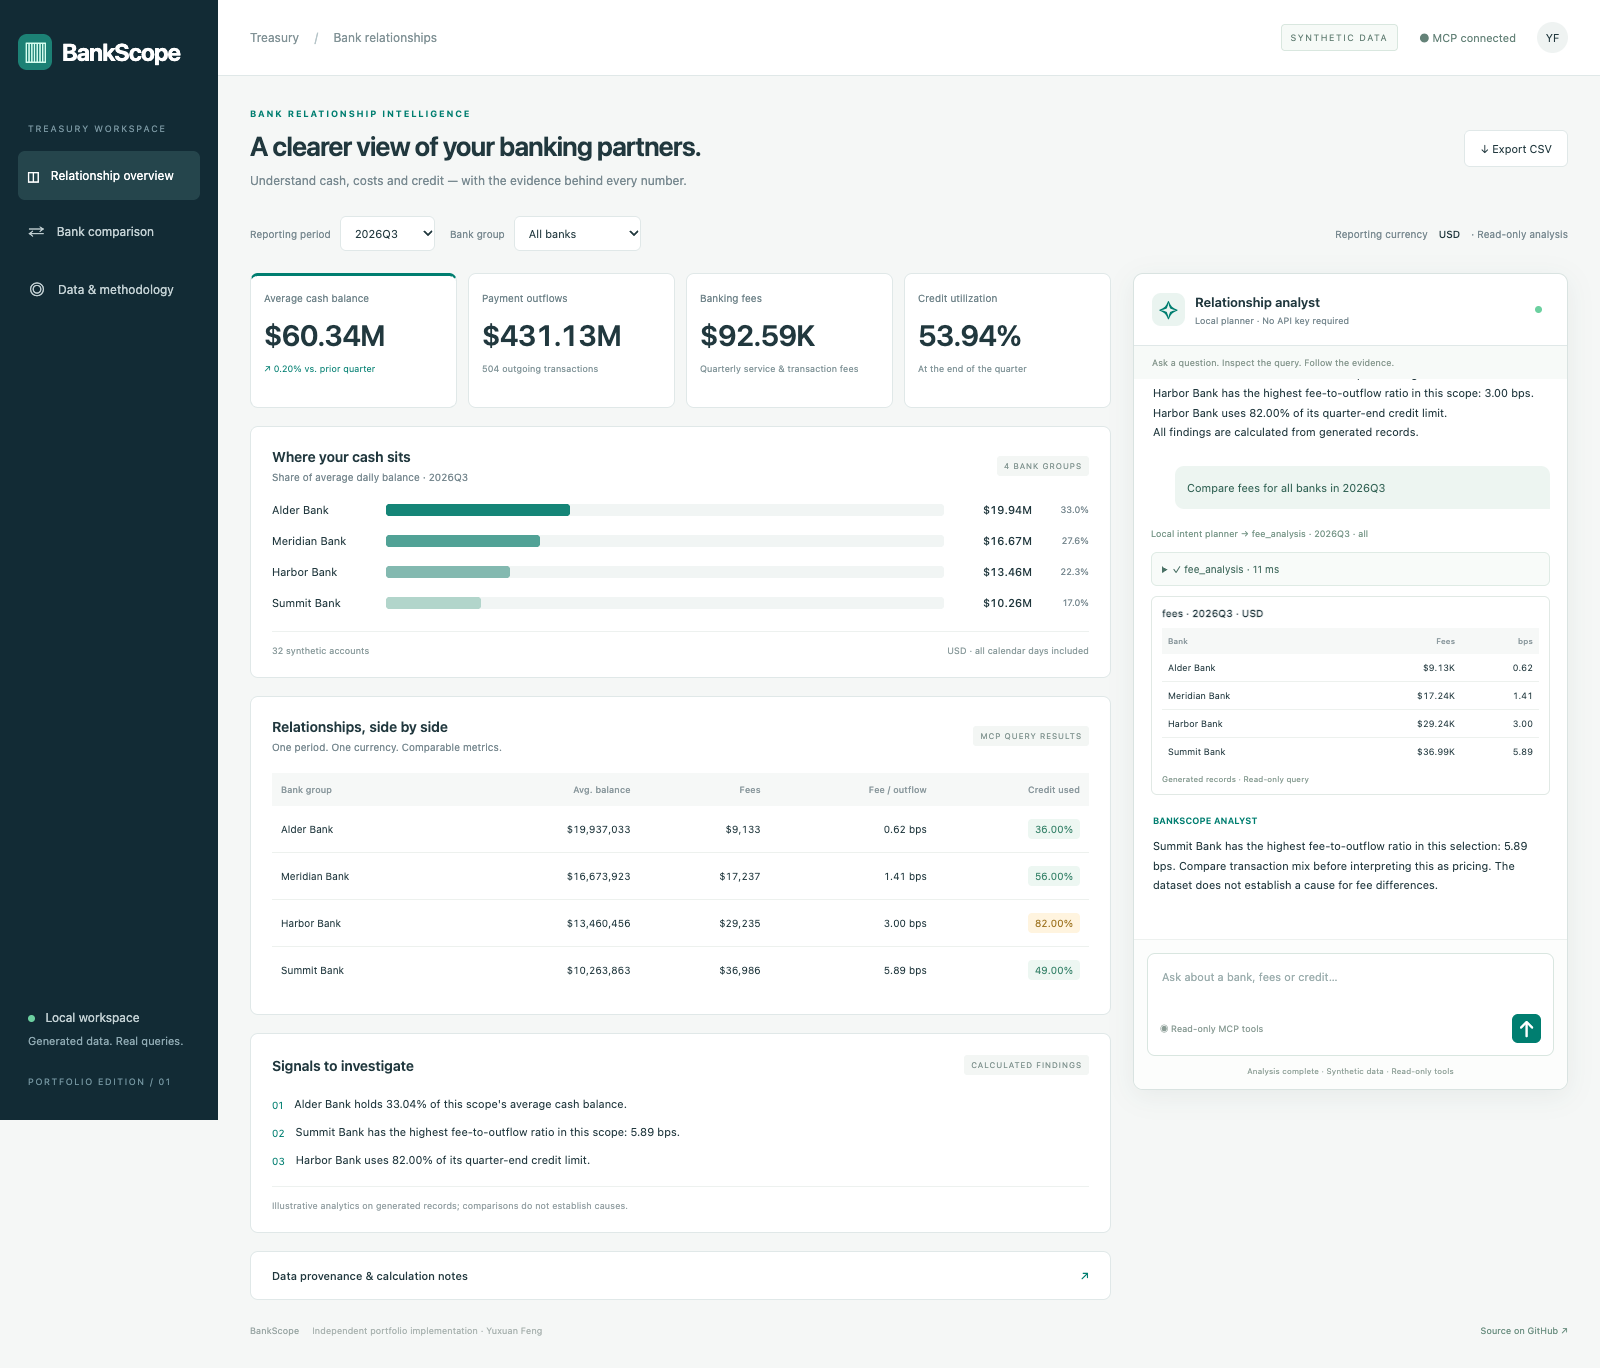 BankScope
TREASURY WORKSPACE
Relationship overview
Bank comparison
Data & methodology
Local workspace
Generated data. Real queries.
PORTFOLIO EDITION / 01
Treasury / Bank relationships
SYNTHETIC DATA
MCP connected
YF
BANK RELATIONSHIP INTELLIGENCE
A clearer view of your banking partners.
Understand cash, costs and credit — with the evidence behind every number.
↓ Export CSV
Reporting period 2026Q3 Bank group All banks
Reporting currency USD · Read-only analysis
Average cash balance
$60.34M
↗ 0.20% vs. prior quarter
Payment outflows
$431.13M
504 outgoing transactions
Banking fees
$92.59K
Quarterly service & transaction fees
Credit utilization
53.94%
At the end of the quarter
Where your cash sits
Share of average daily balance · 2026Q3
4 BANK GROUPS
Alder Bank $19.94M 33.0%
Meridian Bank $16.67M 27.6%
Harbor Bank $13.46M 22.3%
Summit Bank $10.26M 17.0%
32 synthetic accounts
USD · all calendar days included
Relationships, side by side
One period. One currency. Comparable metrics.
MCP QUERY RESULTS
Bank group Avg. balance Fees Fee / outflow Credit used
Alder Bank $19,937,033 $9,133 0.62 bps 36.00%
Meridian Bank $16,673,923 $17,237 1.41 bps 56.00%
Harbor Bank $13,460,456 $29,235 3.00 bps 82.00%
Summit Bank $10,263,863 $36,986 5.89 bps 49.00%
Signals to investigate
CALCULATED FINDINGS
01 Alder Bank holds 33.04% of this scope's average cash balance.
02 Summit Bank has the highest fee-to-outflow ratio in this scope: 5.89 bps.
03 Harbor Bank uses 82.00% of its quarter-end credit limit.
Illustrative analytics on generated records; comparisons do not establish causes.
Data provenance & calculation notes ↗
Relationship analyst
Local planner · No API key required
Ask a question. Inspect the query. Follow the evidence.
Harbor Bank has the highest fee-to-outflow ratio in this scope: 3.00 bps.
Harbor Bank uses 82.00% of its quarter-end credit limit.
All findings are calculated from generated records.
Compare fees for all banks in 2026Q3
Local intent planner → fee_analysis · 2026Q3 · all
▶ ✓ fee_analysis · 11 ms
fees · 2026Q3 · USD
Bank Fees bps
Alder Bank $9.13K 0.62
Meridian Bank $17.24K 1.41
Harbor Bank $29.24K 3.00
Summit Bank $36.99K 5.89
Generated records · Read-only query
BANKSCOPE ANALYST
Summit Bank has the highest fee-to-outflow ratio in this selection: 5.89
bps. Compare transaction mix before interpreting this as pricing. The
dataset does not establish a cause for fee differences.
Ask about a bank, fees or credit...
Read-only MCP tools
Analysis complete · Synthetic data · Read-only tools
BankScope Independent portfolio implementation · Yuxuan Feng
Source on GitHub ↗